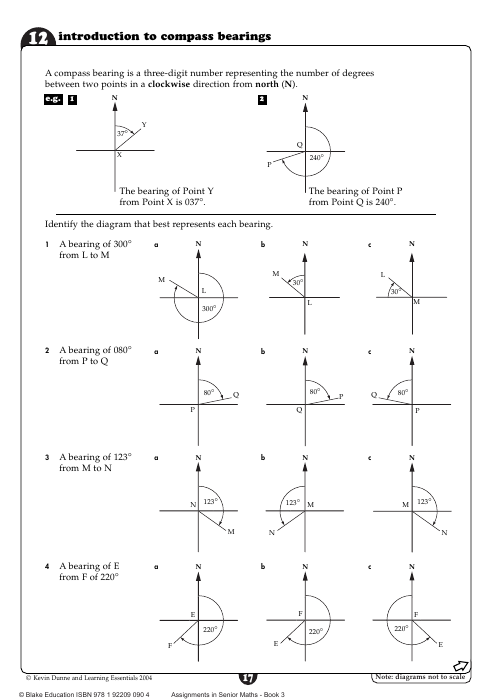 12 introduction to compass bearings
A compass bearing is a three-digit number representing the number of degrees
between two points in a clockwise direction from north (N).
e.g. 1
N
37°
Y
X
The bearing of Point Y
from Point X is 037°.
2
N
Q
240°
P
The bearing of Point P
from Point Q is 240°.
Identify the diagram that best represents each bearing.
1 A bearing of 300°
from L to M
a
N
M
L
300°
b
N
M
30°
L
c
N
L
30°
M
2 A bearing of 080°
from P to Q
a
N
80°
Q
P
b
N
80°
P
Q
c
N
Q
80°
P
3 A bearing of 123°
from M to N
a
N
N
123°
M
b
N
123°
M
N
c
N
M
123°
N
4 A bearing of E
from F of 220°
a
N
E
220°
F
b
N
F
220°
E
c
N
F
220°
E
© Kevin Dunne and Learning Essentials 2004
17
Note: diagrams not to scale
© Blake Education ISBN 978 1 92209 090 4 Assignments in Senior Maths - Book 3